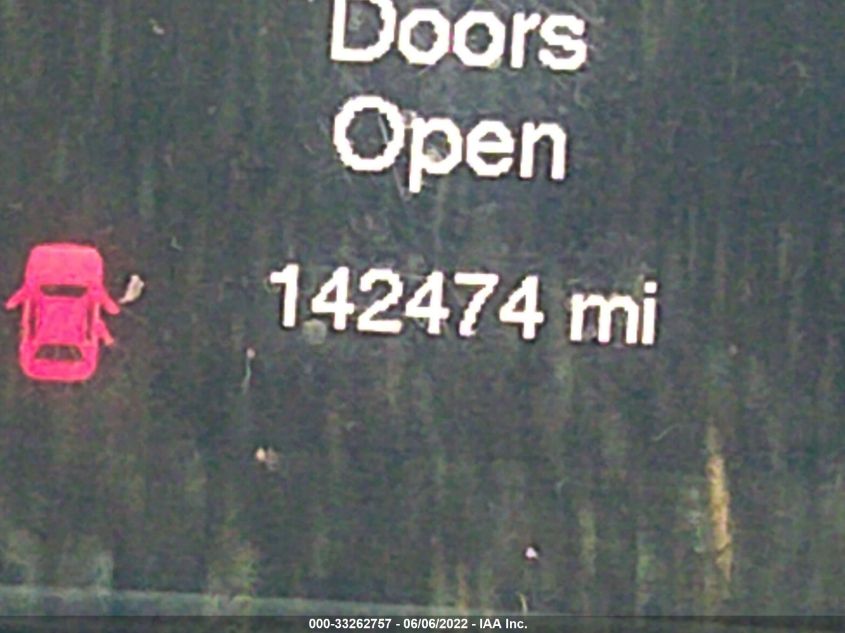 Doors
Open
142474 mi
000-33262757 - 06/06/2022 - IAA Inc.